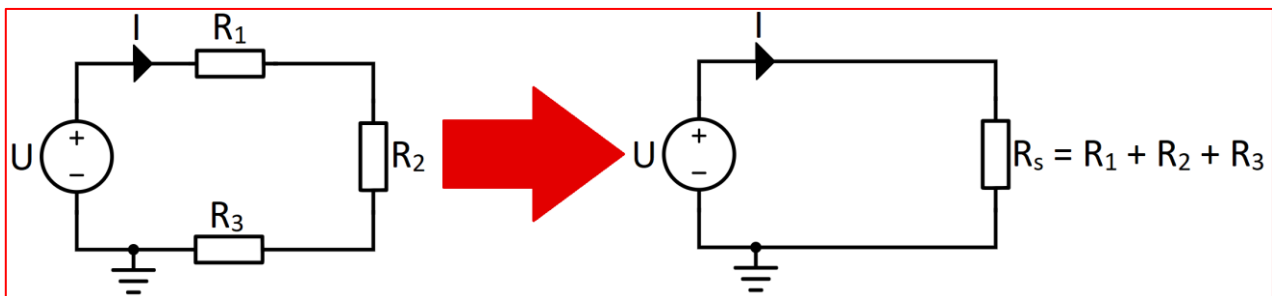 I
R₁
U
+
−
R₂
R₃
I
U
+
−
Rₛ = R₁ + R₂ + R₃